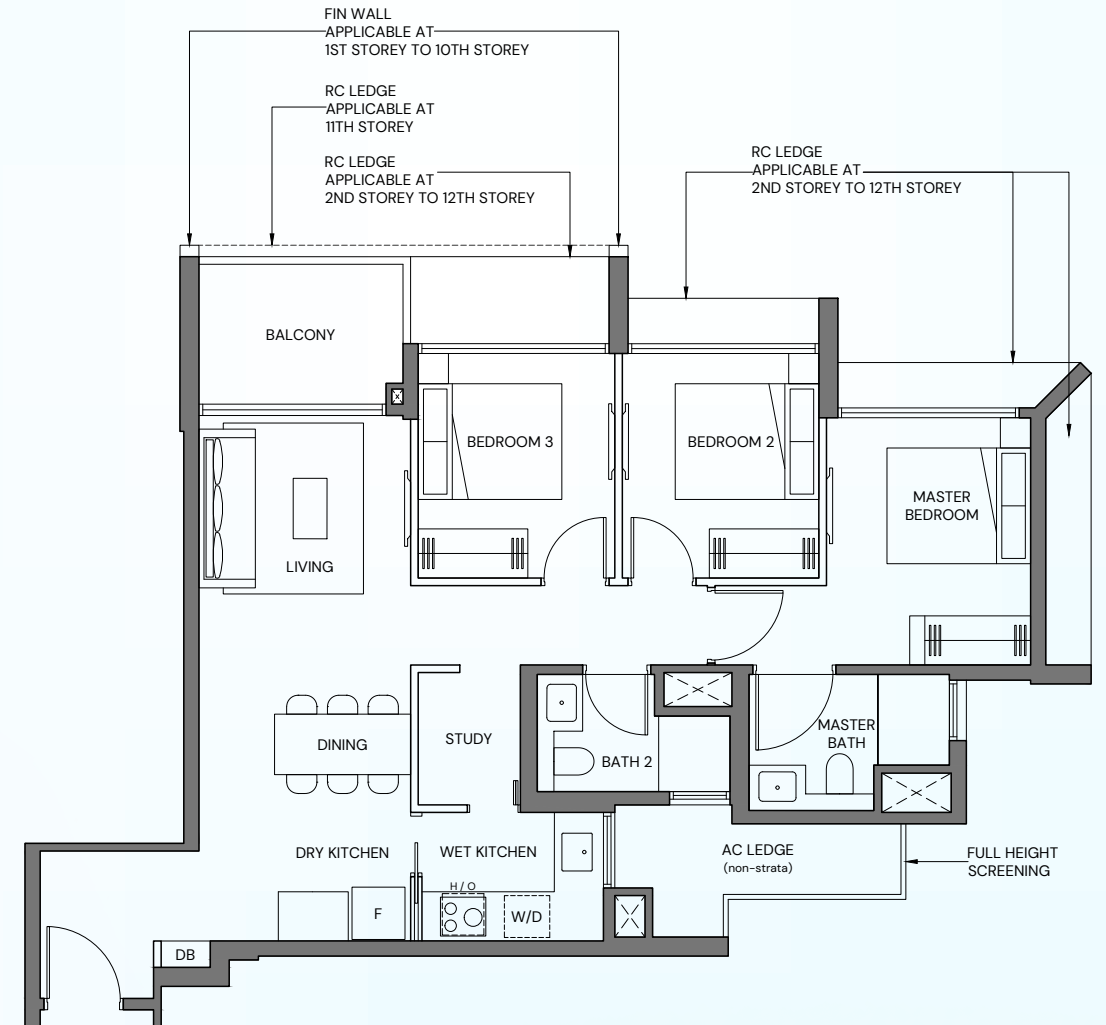 FIN WALL
APPLICABLE AT
1ST STOREY TO 10TH STOREY
RC LEDGE
APPLICABLE AT
11TH STOREY
RC LEDGE
APPLICABLE AT
2ND STOREY TO 12TH STOREY
RC LEDGE
APPLICABLE AT
2ND STOREY TO 12TH STOREY
BALCONY
BEDROOM 3
BEDROOM 2
MASTER
BEDROOM
LIVING
DINING
STUDY
BATH 2
MASTER
BATH
DRY KITCHEN
WET KITCHEN
AC LEDGE
(non-strata)
FULL HEIGHT
SCREENING
H / O
F
W/D
DB